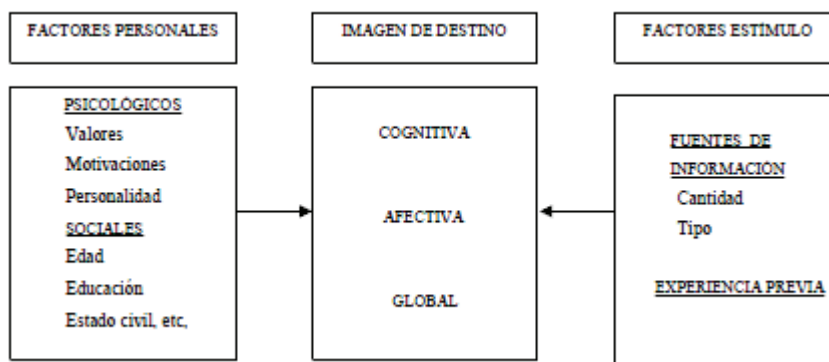 FACTORES PERSONALES
IMAGEN DE DESTINO
FACTORES ESTÍMULO
PSICOLÓGICOS
Valores
Motivaciones
Personalidad
SOCIALES
Edad
Educación
Estado civil, etc,
COGNITIVA
AFECTIVA
GLOBAL
FUENTES DE
INFORMACIÓN
Cantidad
Tipo
EXPERIENCIA PREVIA